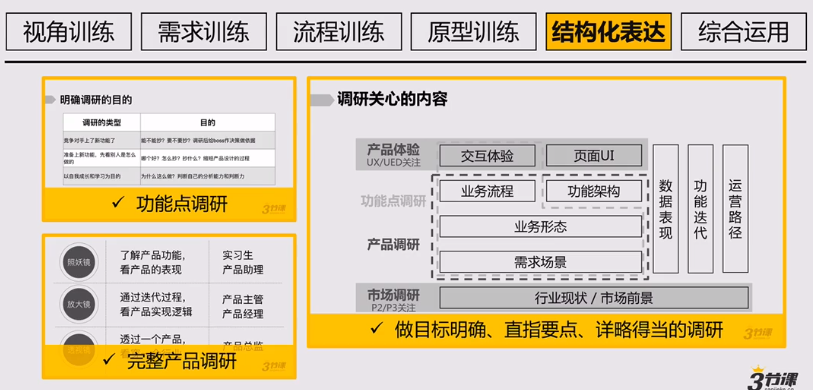 视角训练
需求训练
流程训练
原型训练
结构化表达
综合运用
明确调研的目的
调研的类型 目的
竞争对手上了新功能了 能不能抄？要不要抄？调研后给boss作决策做依据
准备上新功能，先看别人是怎么做的 哪个好？怎么抄？抄什么？缩短产品设计的过程
以自我成长和学习为目的 为什么这么做？判断自己的分析能力和判断力
✓ 功能点调研
3节课
照妖镜
了解产品功能，
看产品的表现
实习生
产品助理
放大镜
通过迭代过程，
看产品实现逻辑
产品主管
产品经理
透过一个产品，
产品总监
✓ 完整产品调研
3节课
调研关心的内容
产品体验
UX/UED关注
交互体验
页面UI
功能点调研
业务流程
功能架构
产品调研
业务形态
需求场景
市场调研
P2/P3关注
行业现状 / 市场前景
数据表现
功能迭代
运营路径
✓ 做目标明确、直指要点、详略得当的调研
3节课
3节课